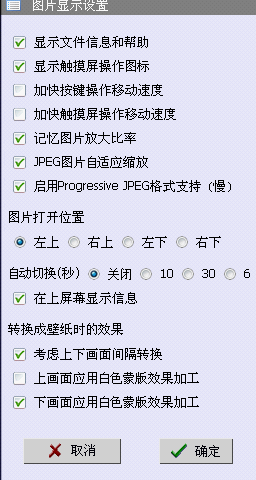 图片显示设置
显示文件信息和帮助
显示触摸屏操作图标
加快按键操作移动速度
加快触摸屏操作移动速度
记忆图片放大比率
JPEG图片自适应缩放
启用Progressive JPEG格式支持（慢）
图片打开位置
左上 右上 左下 右下
自动切换(秒) 关闭 10 30 6
在上屏幕显示信息
转换成壁纸时的效果
考虑上下画面间隔转换
上画面应用白色蒙版效果加工
下画面应用白色蒙版效果加工
取消 确定